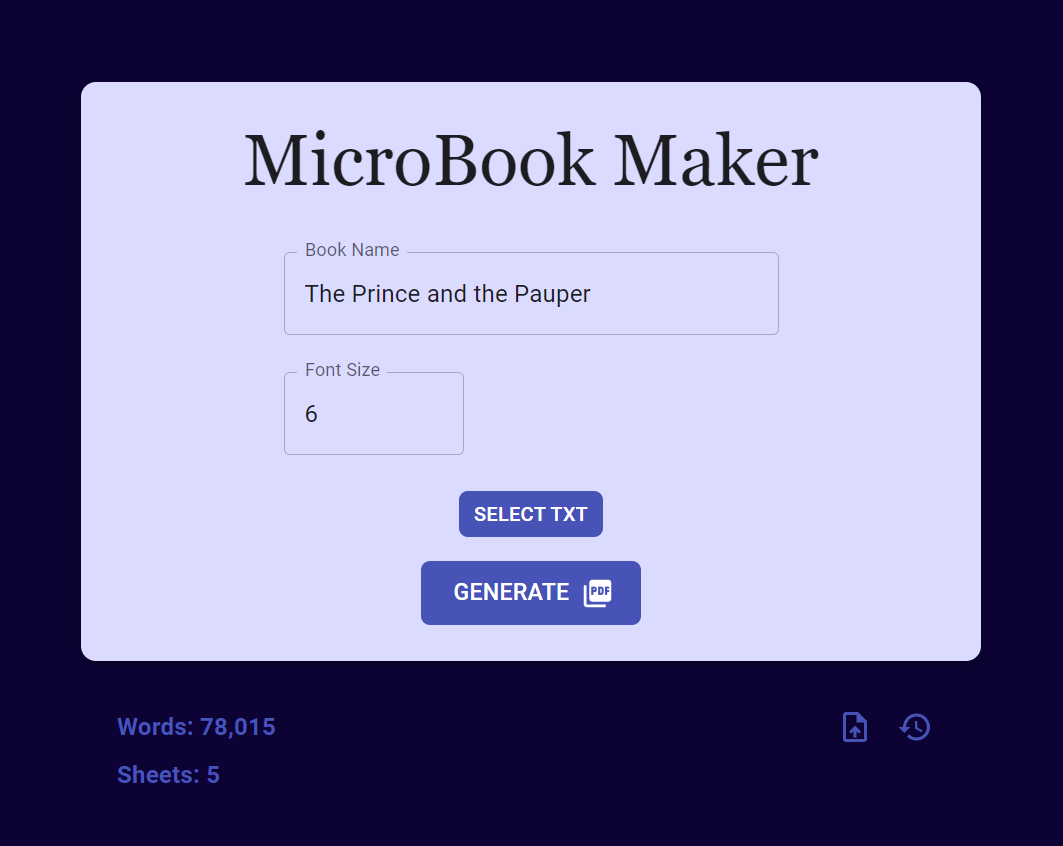 MicroBook Maker
Book Name
The Prince and the Pauper
Font Size
6
SELECT TXT
GENERATE PDF
Words: 78,015
Sheets: 5